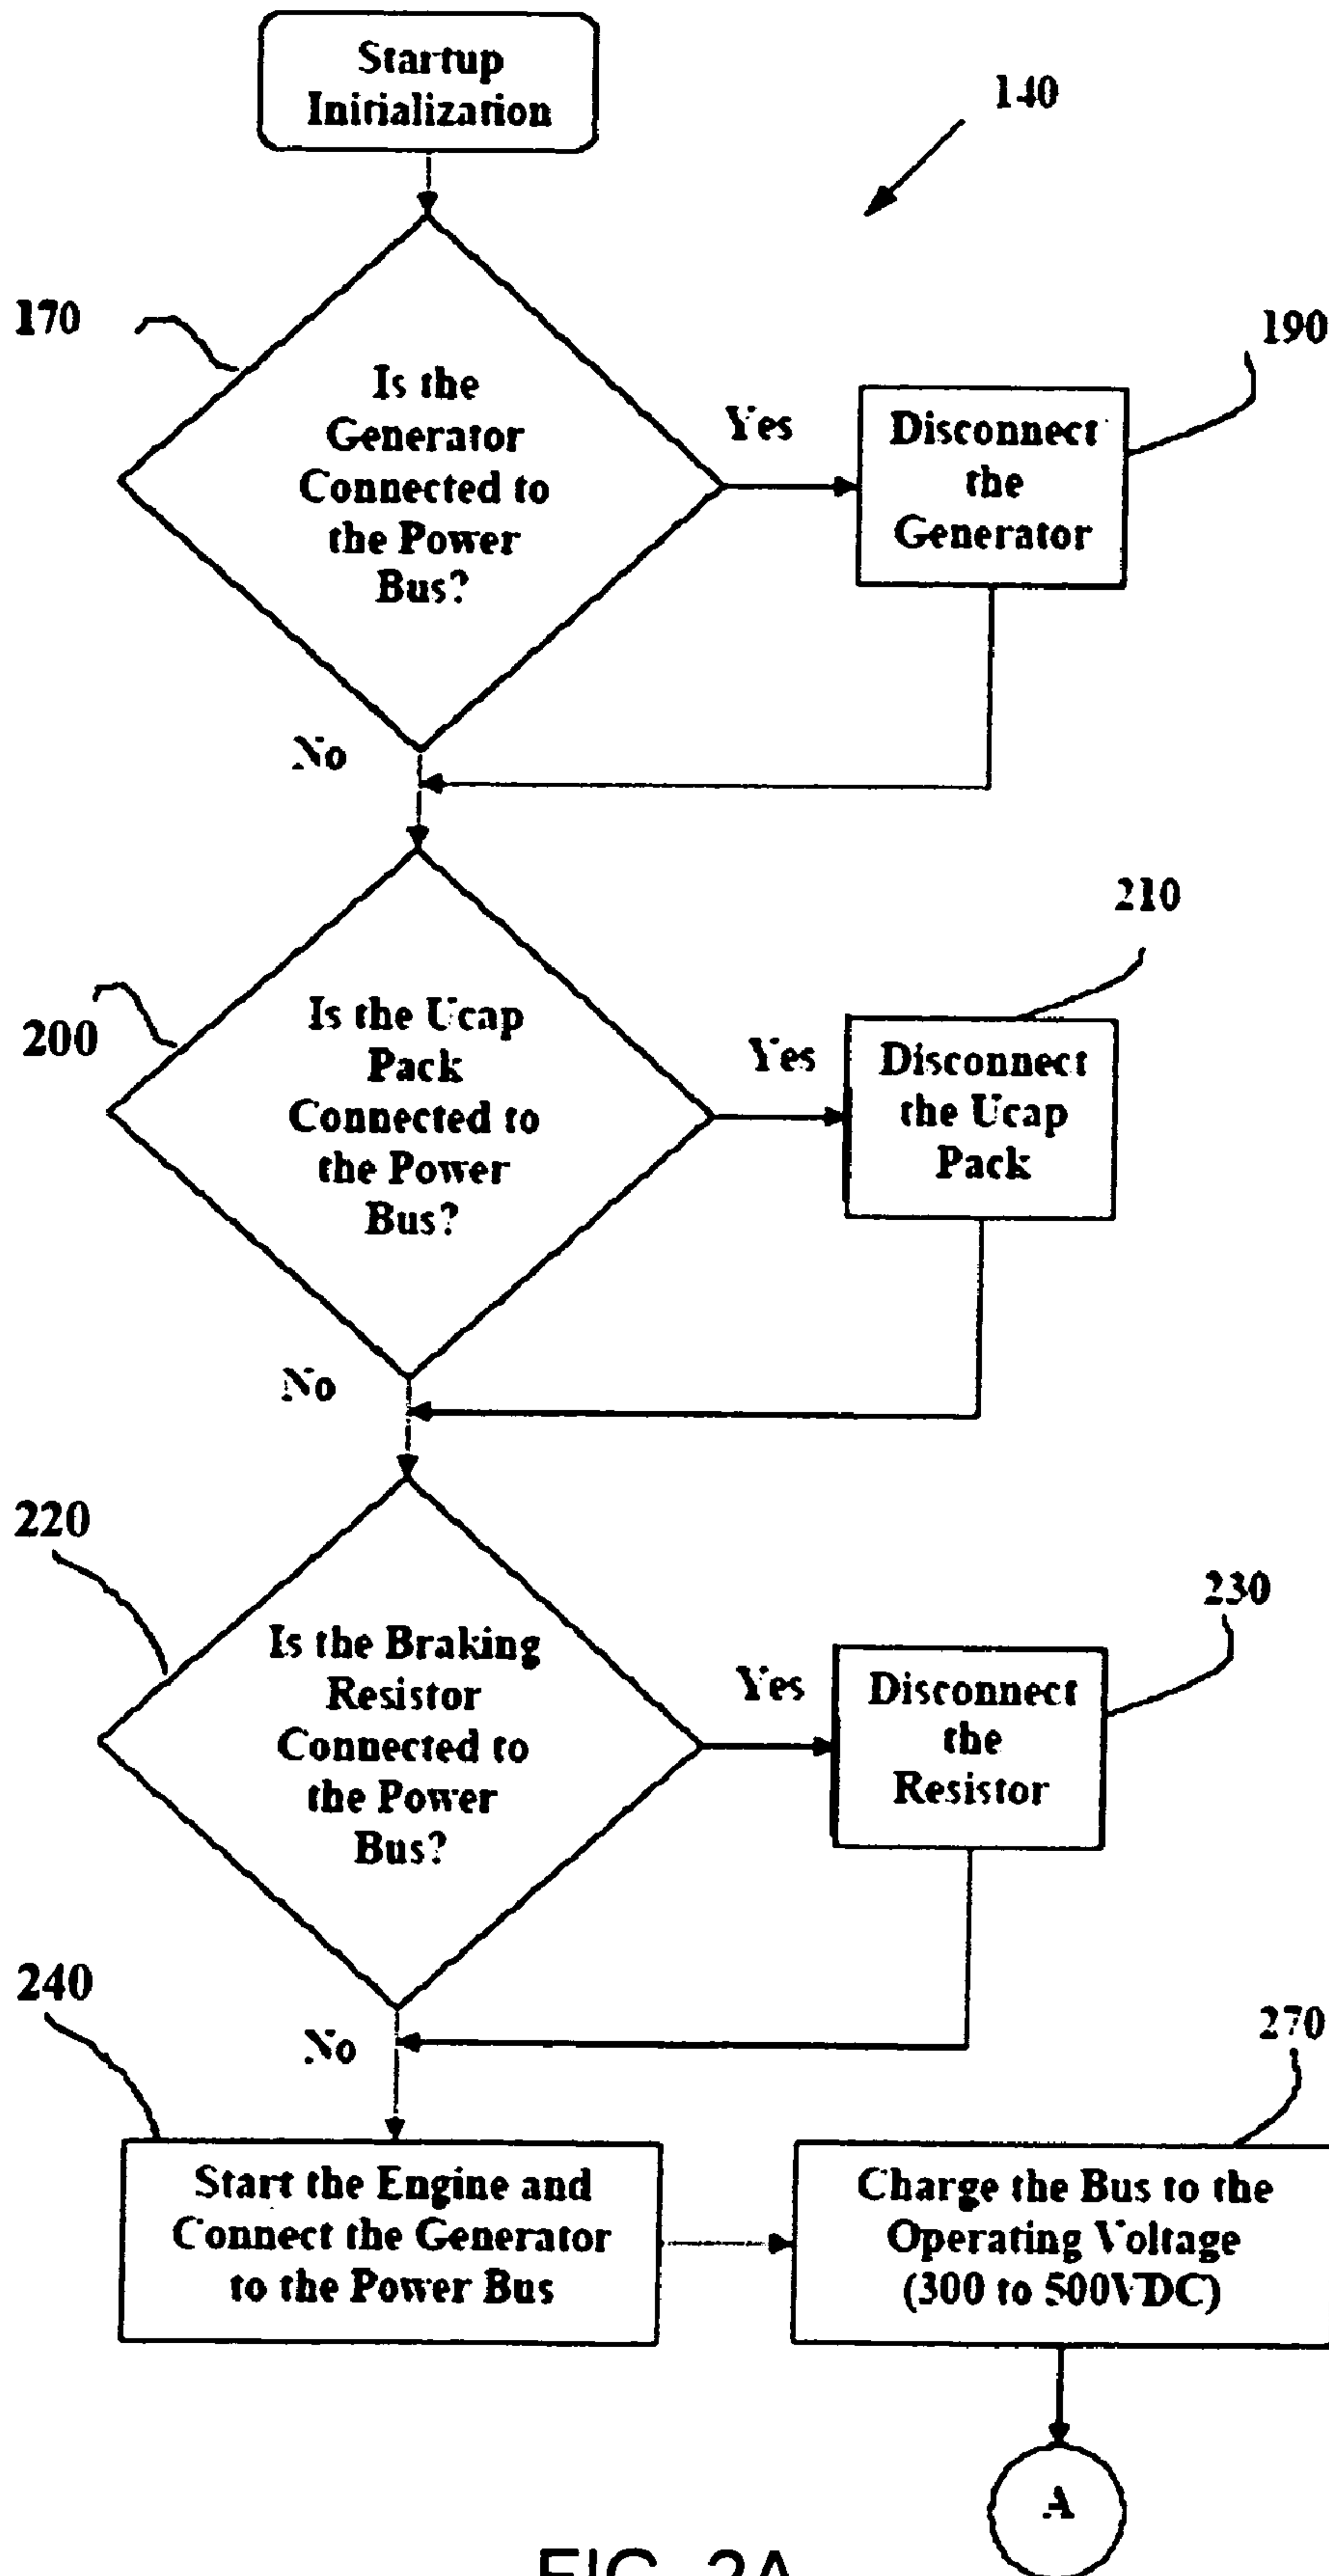 Startup
Initialization
140
170
Is the
Generator
Connected to
the Power
Bus?
Yes
190
Disconnect
the
Generator
No
200
Is the Ucap
Pack
Connected to
the Power
Bus?
Yes
210
Disconnect
the Ucap
Pack
No
220
Is the Braking
Resistor
Connected to
the Power
Bus?
Yes
230
Disconnect
the
Resistor
No
240
Start the Engine and
Connect the Generator
to the Power Bus
270
Charge the Bus to the
Operating Voltage
(300 to 500VDC)
A
FIG. 2A